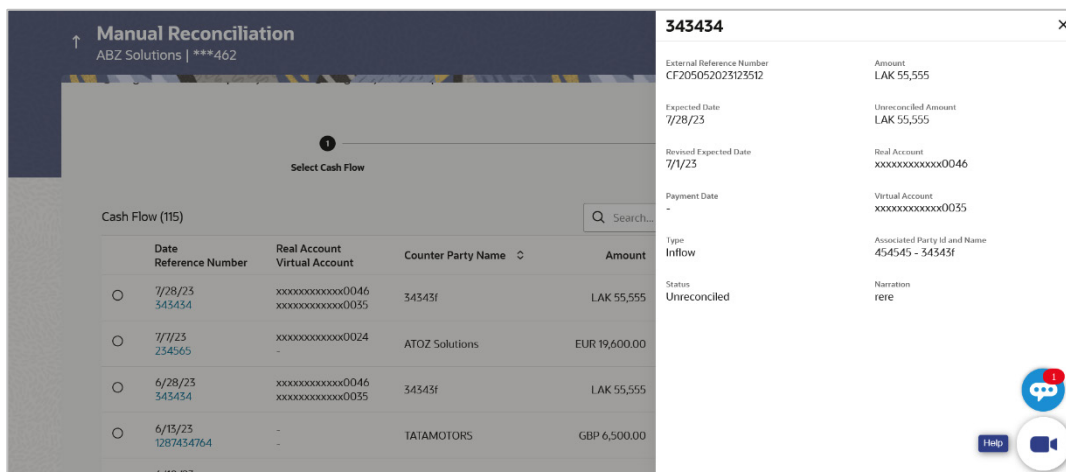 Manual Reconciliation
ABZ Solutions | ***462
1
Select Cash Flow
Cash Flow (115)
Search...
Date
Reference Number
Real Account
Virtual Account
Counter Party Name
Amount
7/28/23
343434
xxxxxxxxxxxx0046
xxxxxxxxxxxx0035
34343f
LAK 55,555
7/7/23
234565
xxxxxxxxxxxx0024
-
ATOZ Solutions
EUR 19,600.00
6/28/23
343434
xxxxxxxxxxxx0046
xxxxxxxxxxxx0035
34343f
LAK 55,555
6/13/23
1287434764
-
-
TATAMOTORS
GBP 6,500.00
343434
External Reference Number
CF205052023123512
Amount
LAK 55,555
Expected Date
7/28/23
Unreconciled Amount
LAK 55,555
Revised Expected Date
7/1/23
Real Account
xxxxxxxxxxxx0046
Payment Date
-
Virtual Account
xxxxxxxxxxxx0035
Type
Inflow
Associated Party Id and Name
454545 - 34343f
Status
Unreconciled
Narration
rere
1
Help